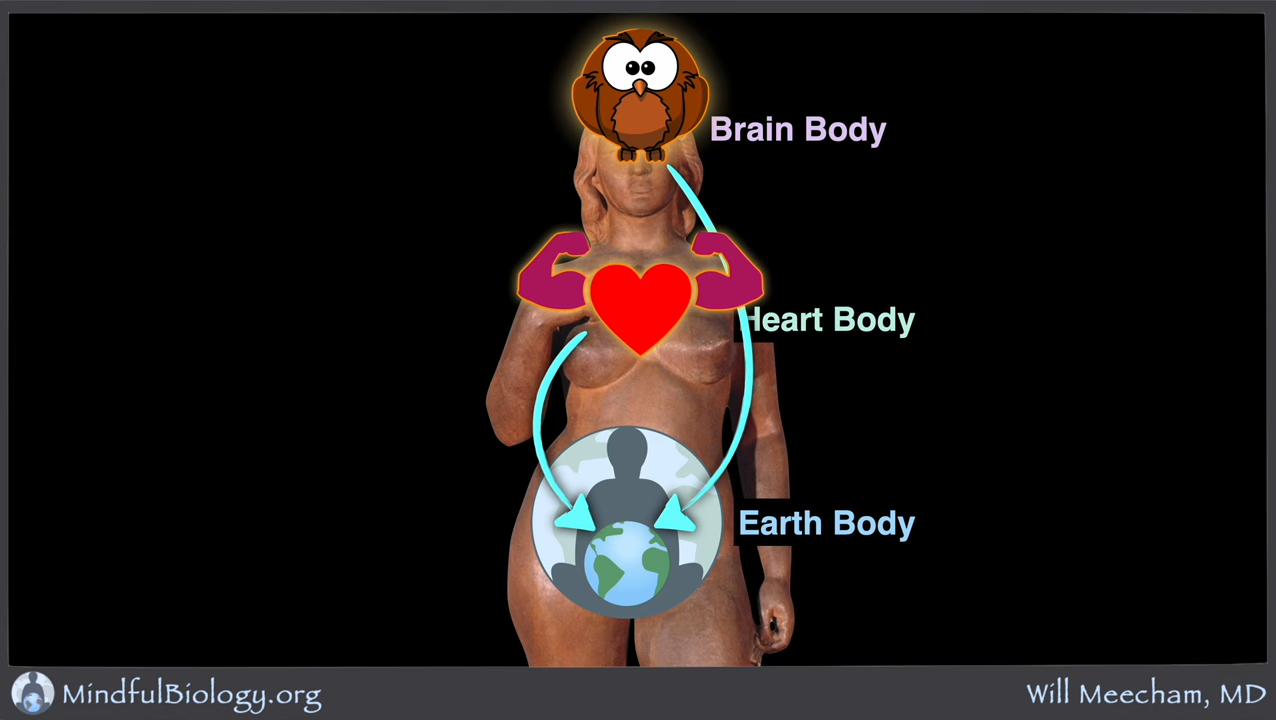 Brain Body
Heart Body
Earth Body
MindfulBiology.org
Will Meecham, MD